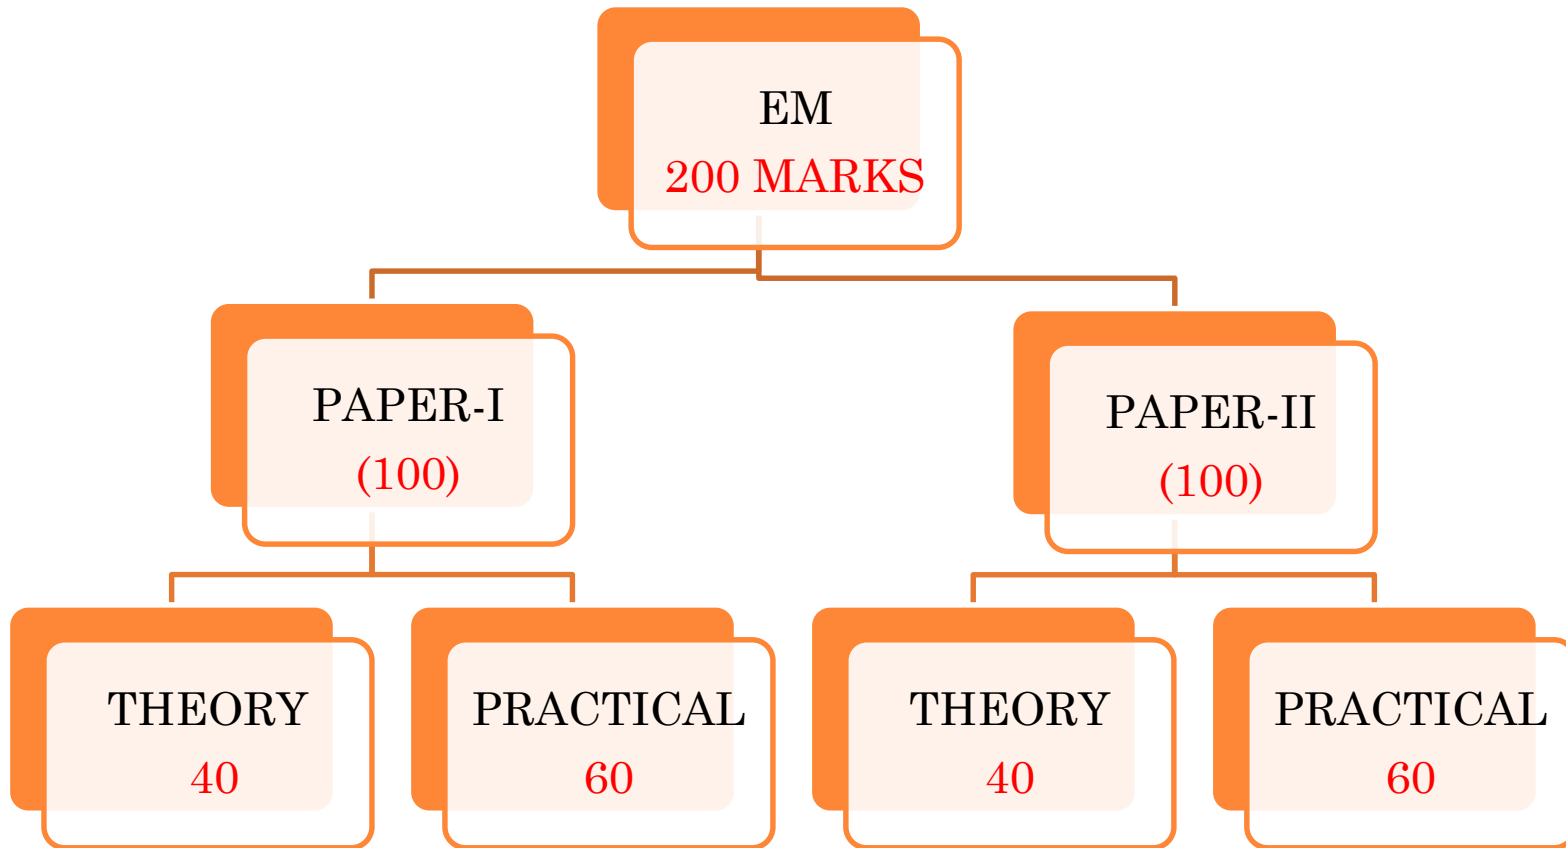 EM
200 MARKS
PAPER-I
(100)
PAPER-II
(100)
THEORY
40
PRACTICAL
60
THEORY
40
PRACTICAL
60